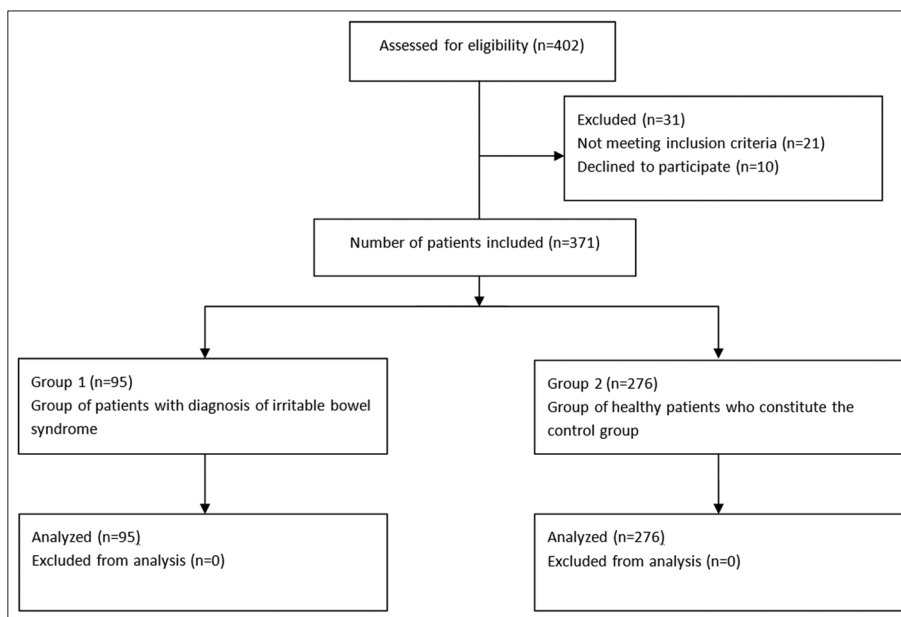 Assessed for eligibility (n=402)
Excluded (n=31)
Not meeting inclusion criteria (n=21)
Declined to participate (n=10)
Number of patients included (n=371)
Group 1 (n=95)
Group of patients with diagnosis of irritable bowel
syndrome
Group 2 (n=276)
Group of healthy patients who constitute the
control group
Analyzed (n=95)
Excluded from analysis (n=0)
Analyzed (n=276)
Excluded from analysis (n=0)